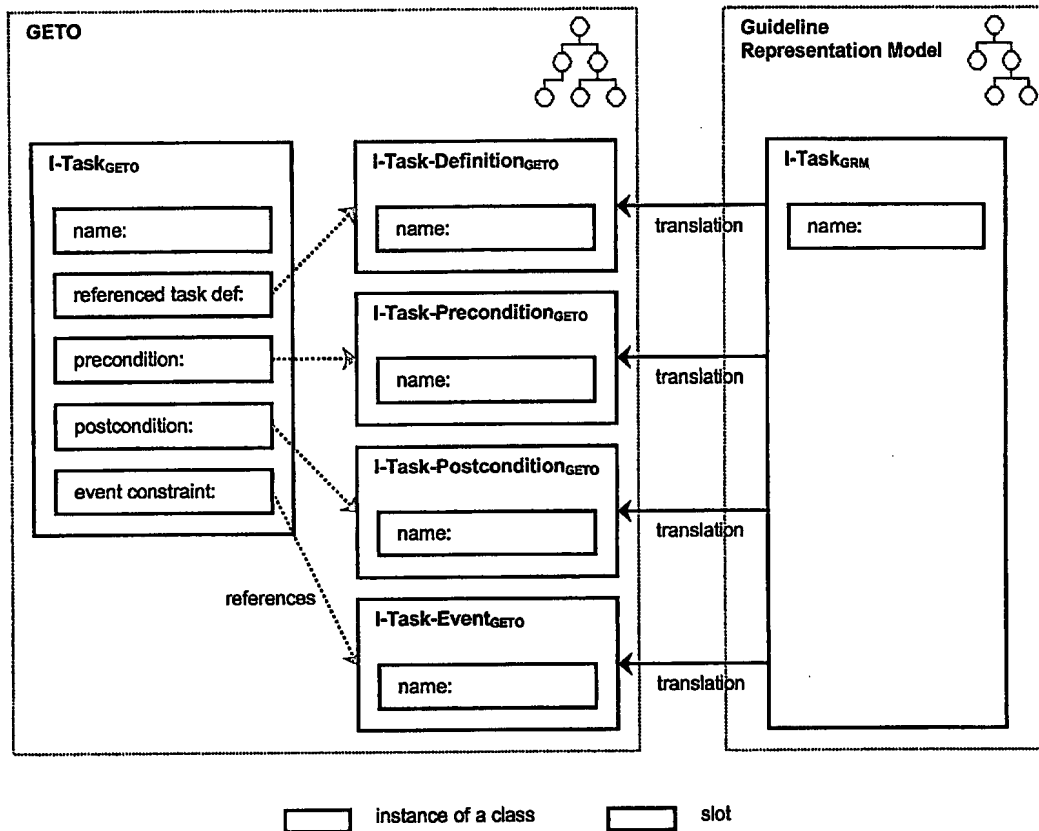 GETO
Guideline
Representation Model
I-TaskGETO
name:
referenced task def:
precondition:
postcondition:
event constraint:
references
I-Task-DefinitionGETO
name:
I-Task-PreconditionGETO
name:
I-Task-PostconditionGETO
name:
I-Task-EventGETO
name:
translation
translation
translation
translation
I-TaskGRM
name:
instance of a class
slot